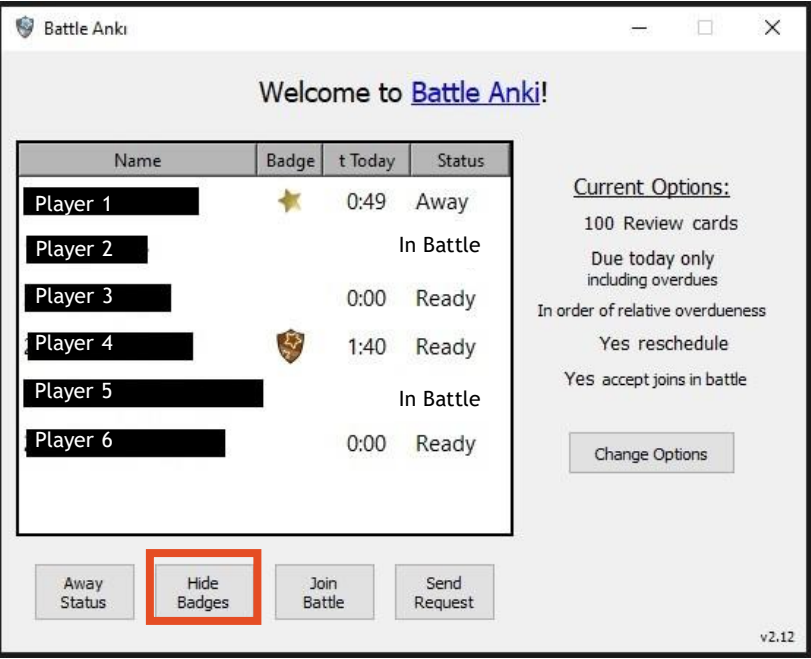 Battle Anki
Welcome to Battle Anki!
Name Badge t Today Status
Player 1 0:49 Away
Player 2 In Battle
Player 3 0:00 Ready
Player 4 1:40 Ready
Player 5 In Battle
Player 6 0:00 Ready
Current Options:
100 Review cards
Due today only
including overdues
In order of relative overdueness
Yes reschedule
Yes accept joins in battle
Change Options
Away
Status
Hide
Badges
Join
Battle
Send
Request
v2.12